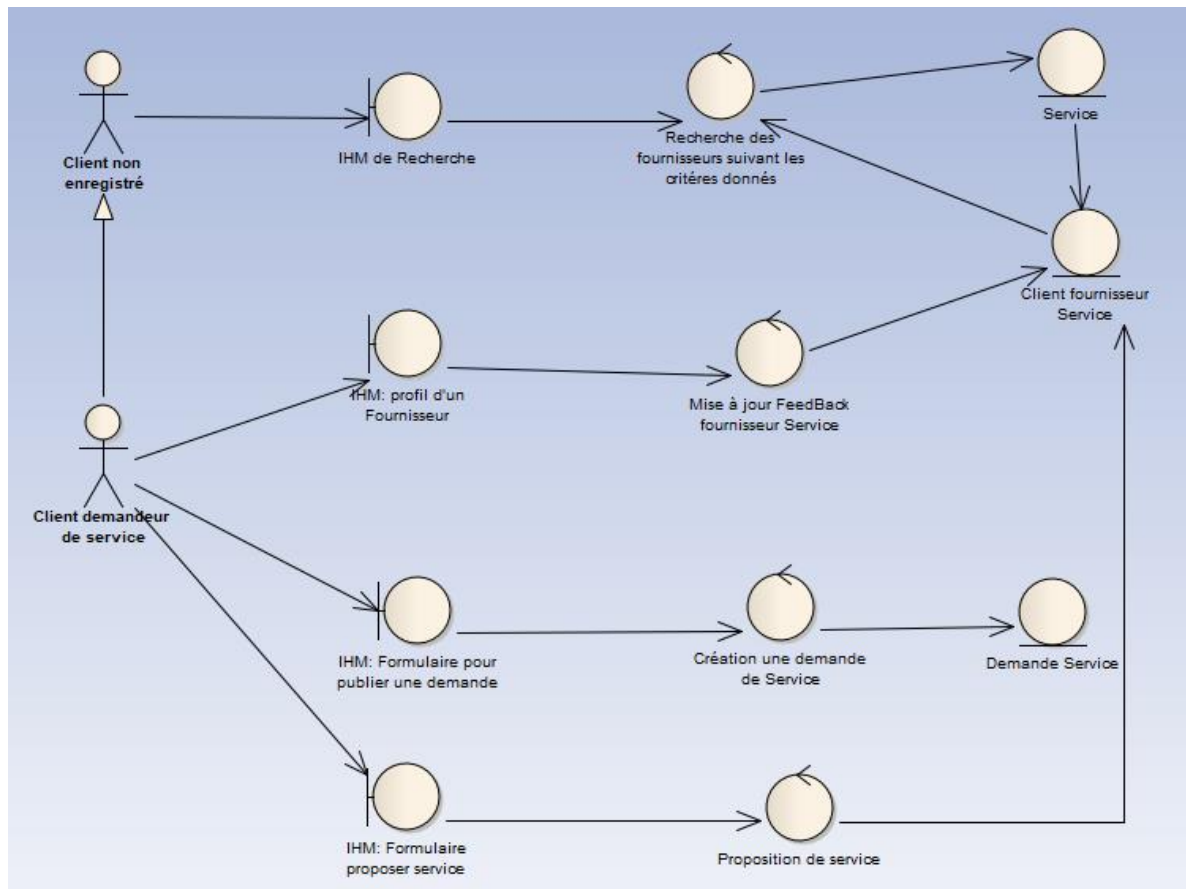 Client non
enregistré
IHM de Recherche
Recherche des
fournisseurs suivant les
critéres donnés
Service
Client fournisseur
Service
IHM: profil d'un
Fournisseur
Mise à jour FeedBack
fournisseur Service
Client demandeur
de service
IHM: Formulaire pour
publier une demande
Création une demande
de Service
Demande Service
IHM: Formulaire
proposer service
Proposition de service